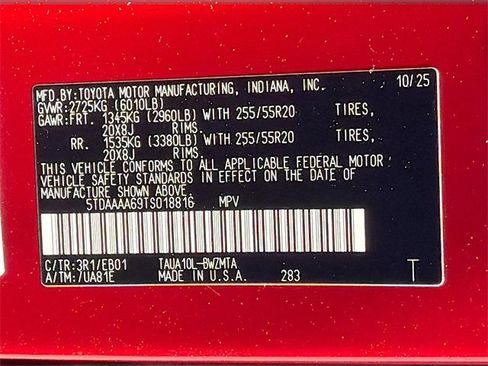 MFD.BY:TOYOTA MOTOR MANUFACTURING, INDIANA, INC. 10/25
GVWR:2725KG (6010LB)
GAWR:FRT. 1345KG (2960LB) WITH 255/55R20 TIRES,
20X8J RIMS.
RR. 1535KG (3380LB) WITH 255/55R20 TIRES,
20X8J RIMS.
THIS VEHICLE CONFORMS TO ALL APPLICABLE FEDERAL MOTOR
VEHICLE SAFETY STANDARDS IN EFFECT ON THE DATE OF
MANUFACTURE SHOWN ABOVE.
5TDAAAA69TS018816 MPV
C/TR:3R1/EB01 TAUA10L-BWZMTA
A/TM:/UA81E MADE IN U.S.A. 283 T